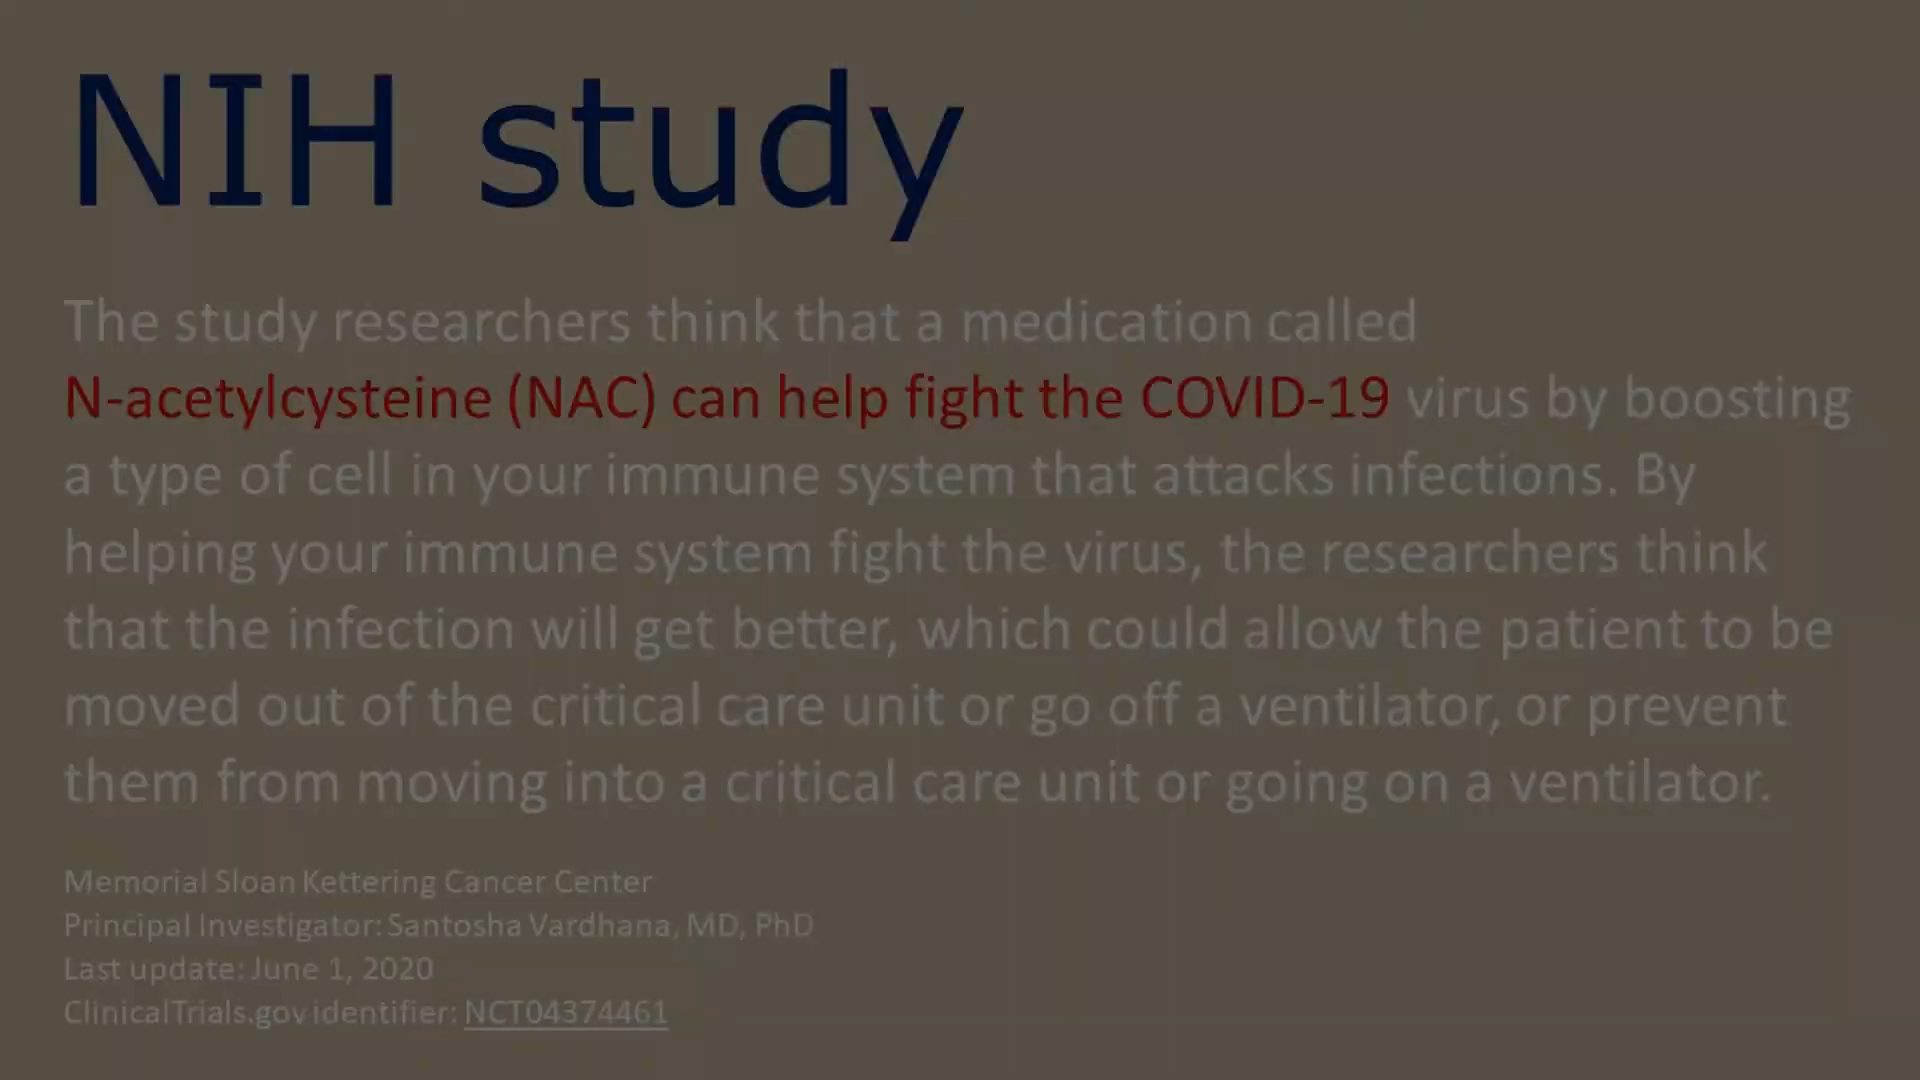 NIH study
The study researchers think that a medication called
N-acetylcysteine (NAC) can help fight the COVID-19 virus by boosting
a type of cell in your immune system that attacks infections. By
helping your immune system fight the virus, the researchers think
that the infection will get better, which could allow the patient to be
moved out of the critical care unit or go off a ventilator, or prevent
them from moving into a critical care unit or going on a ventilator.
Memorial Sloan Kettering Cancer Center
Principal Investigator: Santosha Vardhana, MD, PhD
Last update: June 1, 2020
ClinicalTrials.gov identifier: NCT04374461